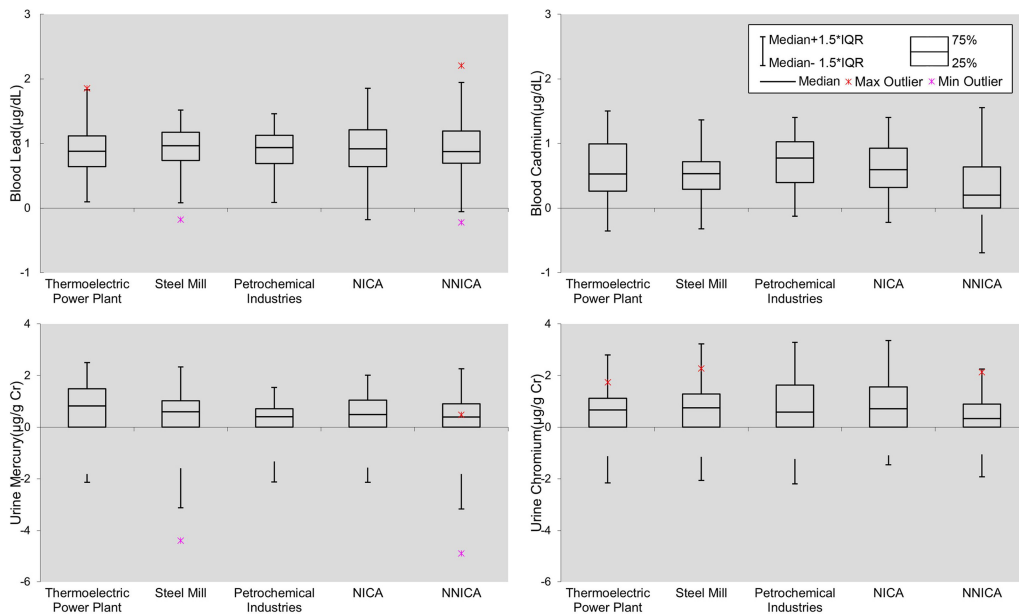 3
2
1
0
-1
Blood Lead(µg/dL)
Thermoelectric
Power Plant
Steel Mill
Petrochemical
Industries
NICA
NNICA
3
2
1
0
-1
Blood Cadmium(µg/dL)
Median+1.5*IQR
Median- 1.5*IQR
75%
25%
Median
Max Outlier
Min Outlier
Thermoelectric
Power Plant
Steel Mill
Petrochemical
Industries
NICA
NNICA
4
2
0
-2
-4
-6
Urine Mercury(µg/g Cr)
Thermoelectric
Power Plant
Steel Mill
Petrochemical
Industries
NICA
NNICA
4
2
0
-2
-4
-6
Urine Chromium(µg/g Cr)
Thermoelectric
Power Plant
Steel Mill
Petrochemical
Industries
NICA
NNICA